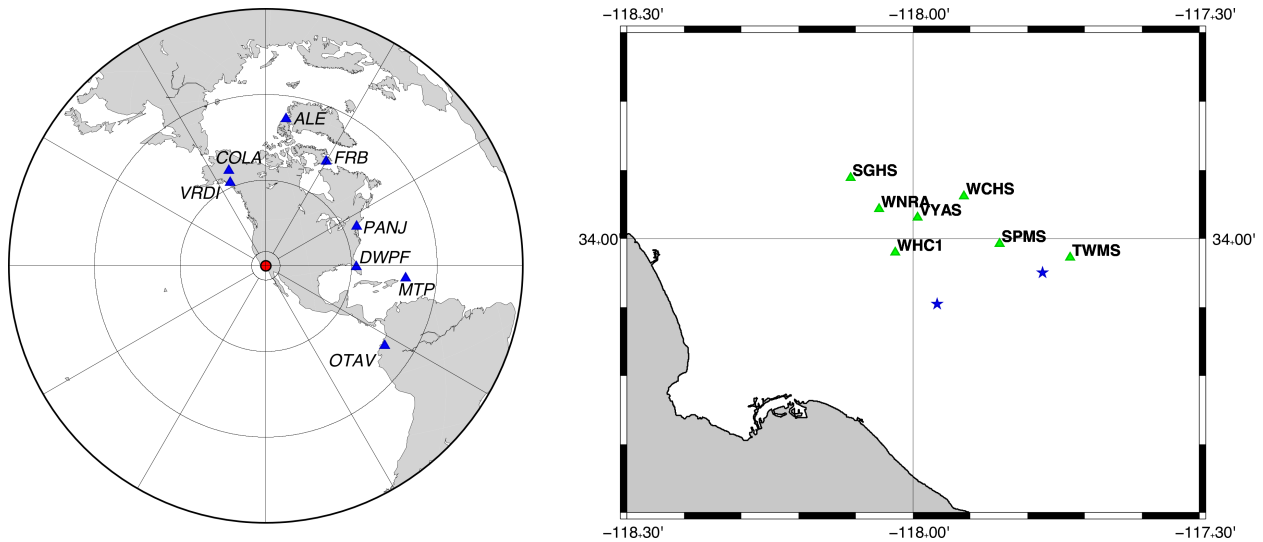 ALE
COLA
FRB
VRDI
PANJ
DWPF
MTP
OTAV
−118˚30'
−118˚00'
−117˚30'
SGHS
WCHS
WNRA
VYAS
34˚00'
34˚00'
WHC1
SPMS
TWMS
−118˚30'
−118˚00'
−117˚30'